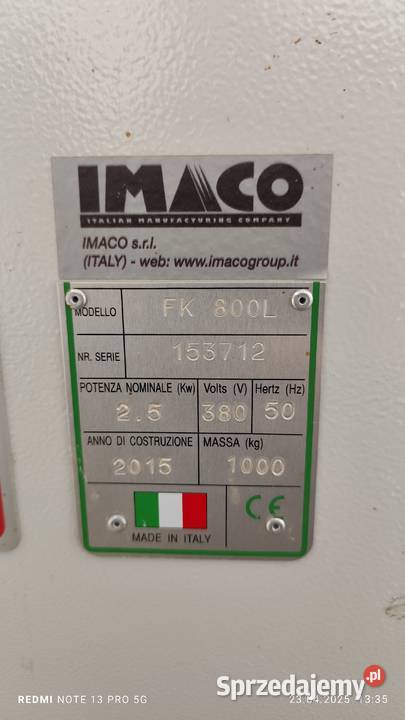 IMACO
ITALIAN MANUFACTURING COMPANY
IMACO s.r.l.
(ITALY) - web: www.imacogroup.it
MODELLO FK 800L
NR. SERIE 153712
POTENZA NOMINALE (Kw) Volts (V) Hertz (Hz)
2.5 380 50
ANNO DI COSTRUZIONE MASSA (kg)
2015 1000
CE
MADE IN ITALY
REDMI NOTE 13 PRO 5G
23.04.2025 13:35
Sprzedajemy.pl